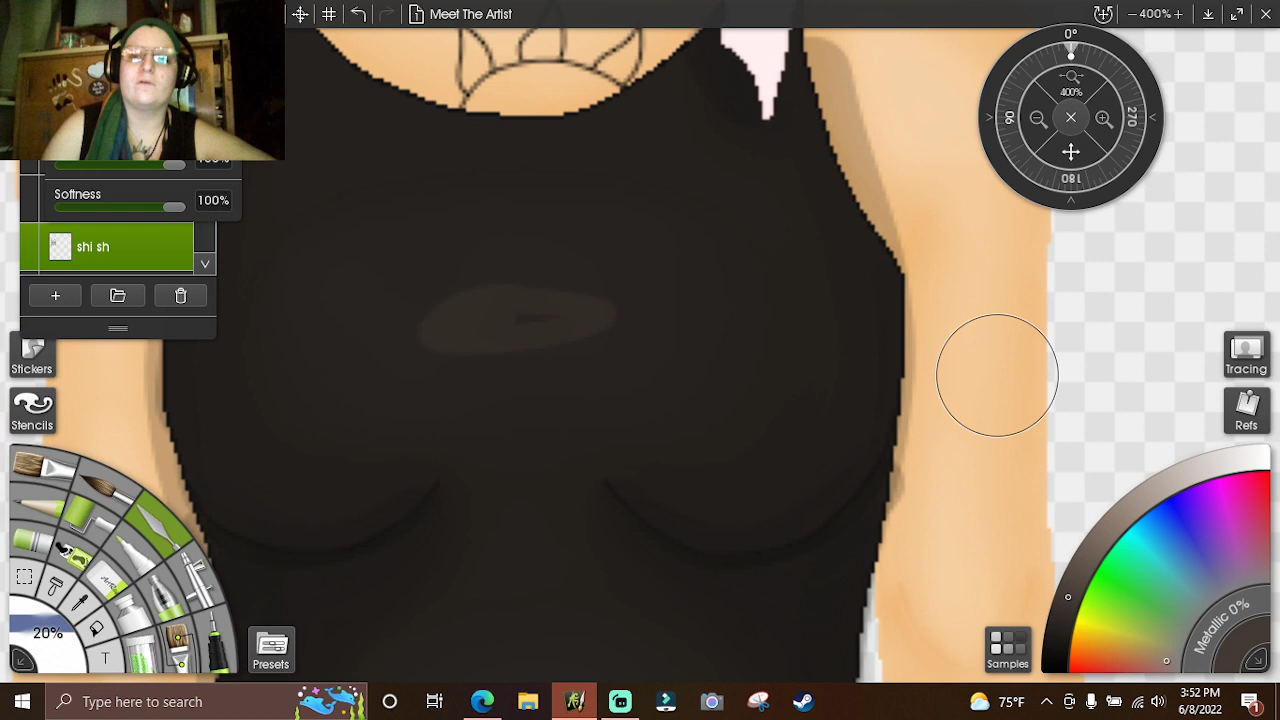 Meet The Artist
400%
0°
400%
90
270
180
Softness
100%
shi sh
Stickers
Stencils
Tracing
Refs
20%
T
Presets
Samples
Metallic 0%
Type here to search
75°F
3:52 PM
6/8/2022
1